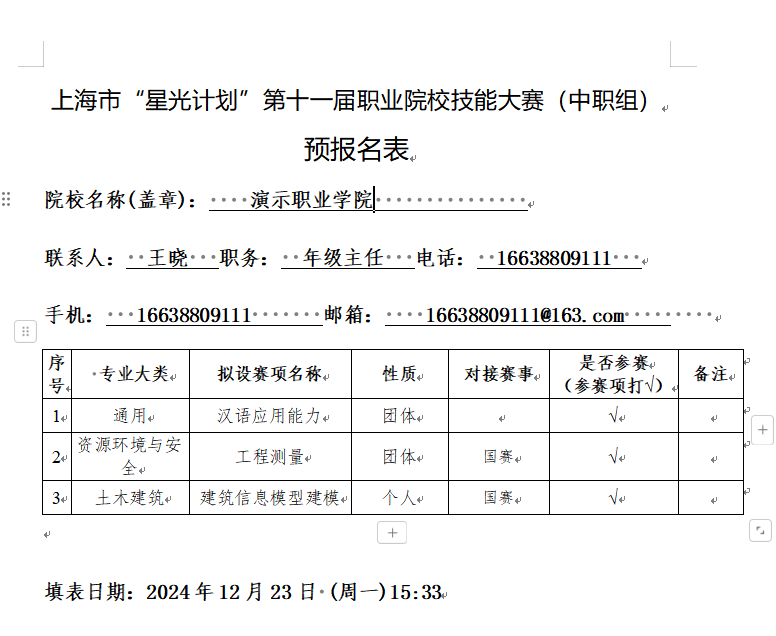 上海市“星光计划”第十一届职业院校技能大赛（中职组）
预报名表
院校名称(盖章)：演示职业学院
联系人：王晓 职务：年级主任 电话：16638809111
手机：16638809111 邮箱：16638809111@163.com
序号 专业大类 拟设赛项名称 性质 对接赛事 是否参赛（参赛项打√） 备注
1 通用 汉语应用能力 团体 √
2 资源环境与安全 工程测量 团体 国赛 √
3 土木建筑 建筑信息模型建模 个人 国赛 √
填表日期：2024年12月23日 (周一)15:33